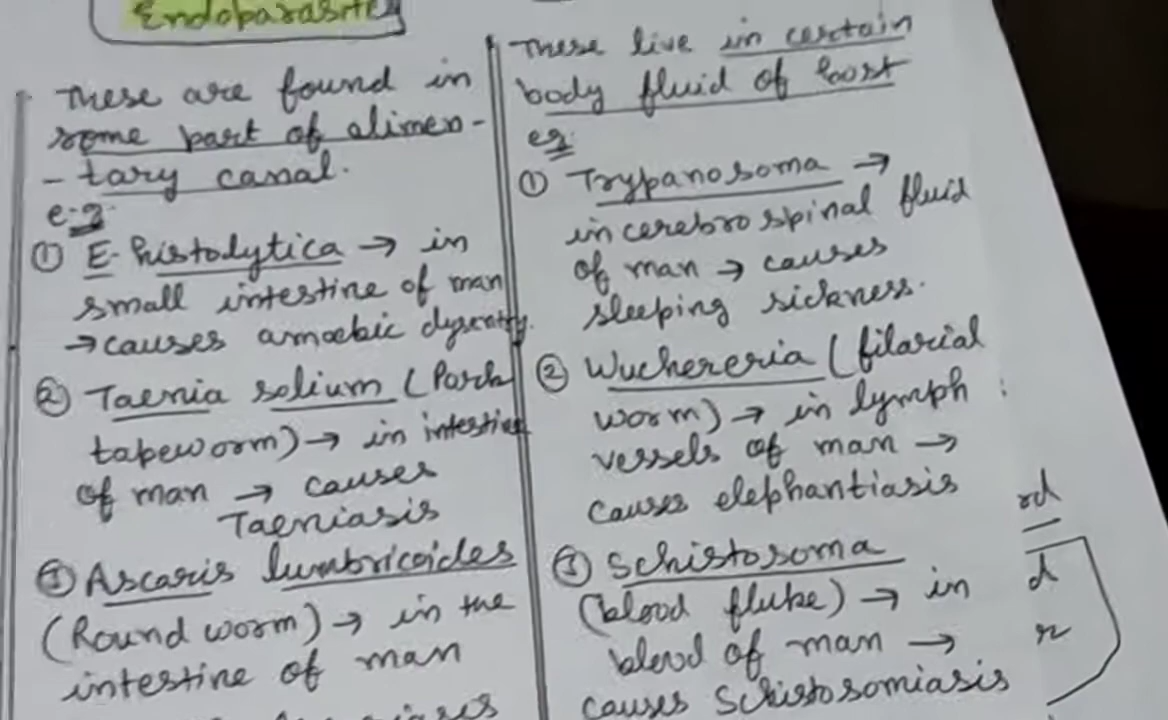 Endoparasites
These are found in
some part of alimen-
-tary canal.
e.g.
① E. histolytica → in
small intestine of man
→ causes amoebic dysentry.
② Taenia solium (Pork
tapeworm) → in intestine
of man → causes
Taeniasis
③ Ascaris lumbricoides
(Round worm) → in the
intestine of man
These live in certain
body fluid of host
eg.
① Trypanosoma →
in cerebro spinal fluid
of man → causes
sleeping sickness.
② Wuchereria (filarial
worm) → in lymph
vessels of man →
causes elephantiasis
③ Schistosoma
(blood fluke) → in
blood of man →
causes Schistosomiasis
d